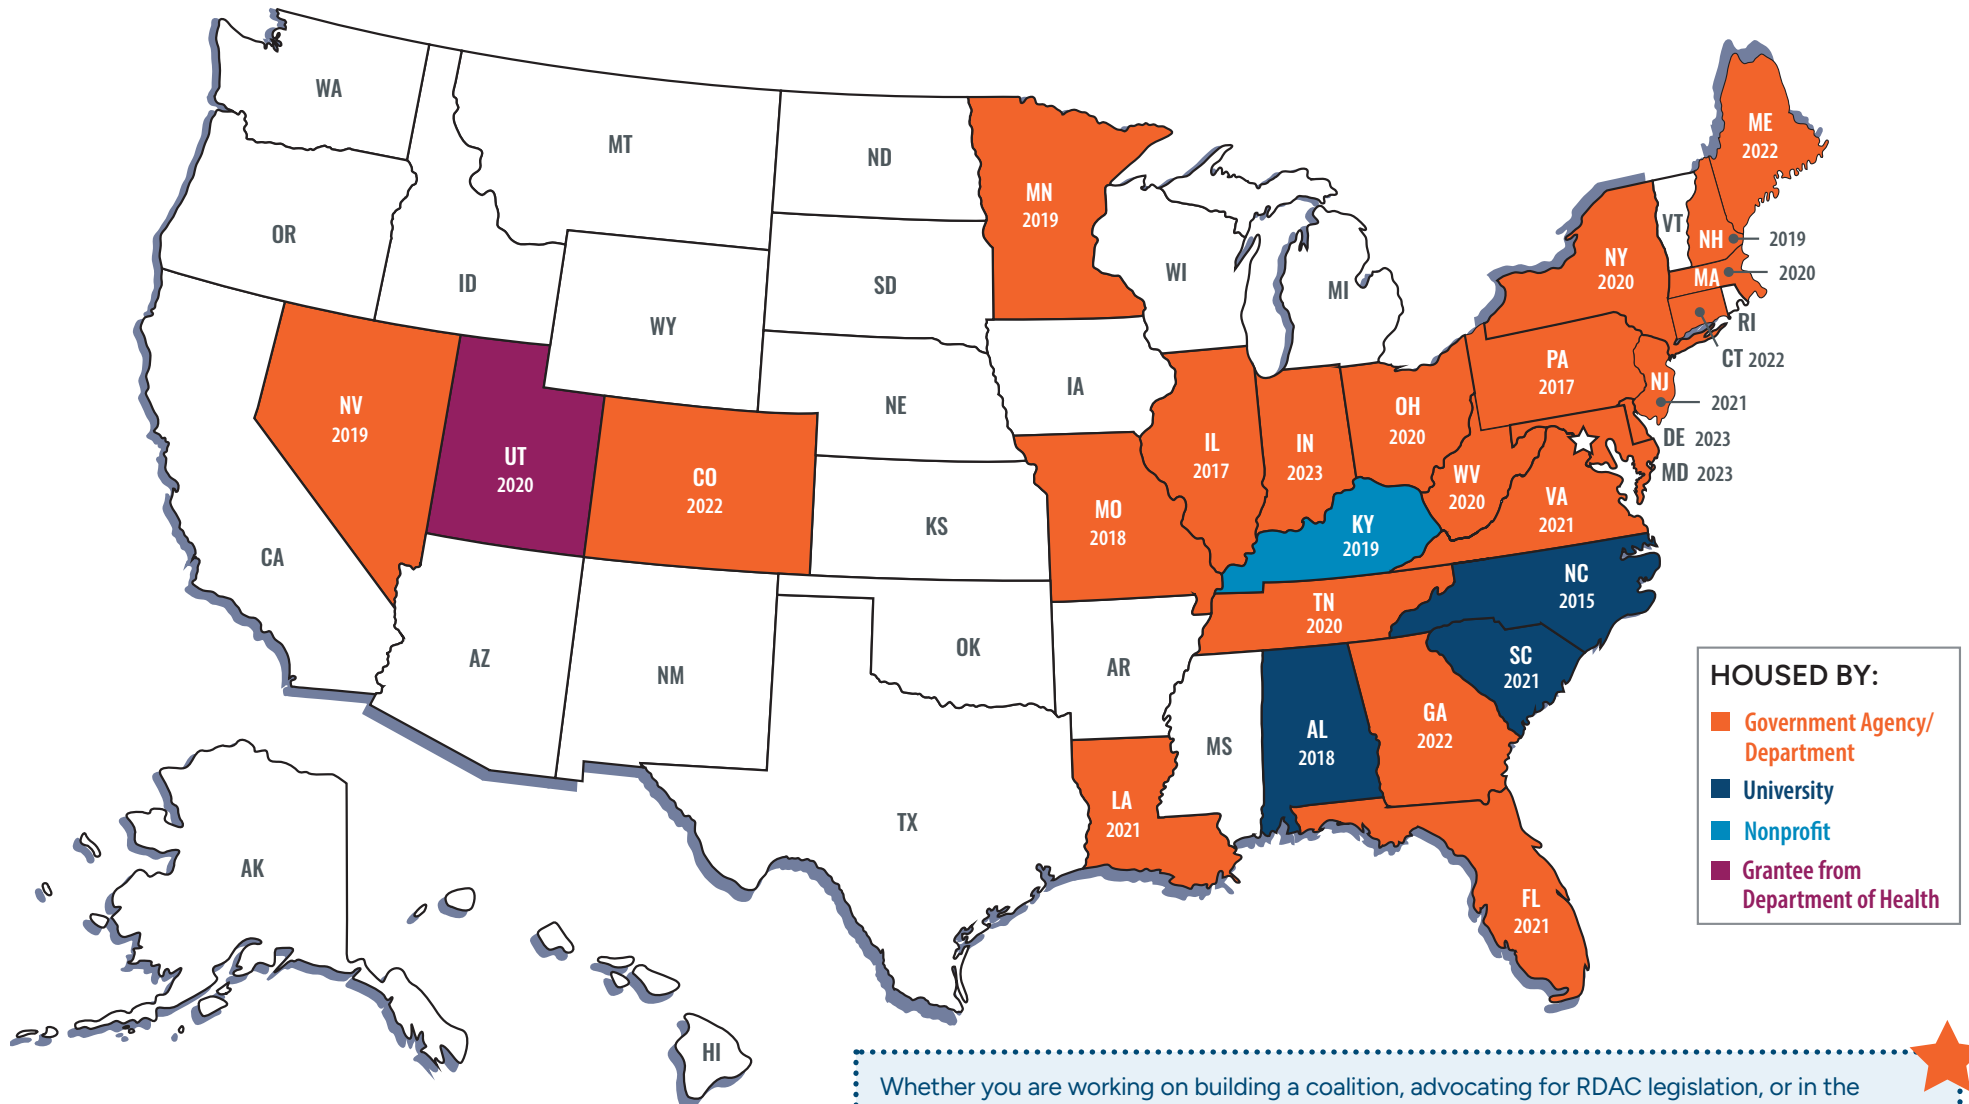 WA
MT
ND
MN
2019
ME
2022
OR
ID
SD
WI
MI
VT
NH
2019
NY
2020
MA
2020
WY
RI
CT 2022
NV
2019
UT
2020
CO
2022
NE
IA
IL
2017
IN
2023
OH
2020
PA
2017
NJ
2021
DE 2023
MD 2023
WV
2020
VA
2021
CA
KS
MO
2018
KY
2019
NC
2015
TN
2020
AZ
NM
OK
AR
SC
2021
MS
AL
2018
GA
2022
TX
LA
2021
FL
2021
AK
HI
HOUSED BY:
Government Agency/
Department
University
Nonprofit
Grantee from
Department of Health
Whether you are working on building a coalition, advocating for RDAC legislation, or in the